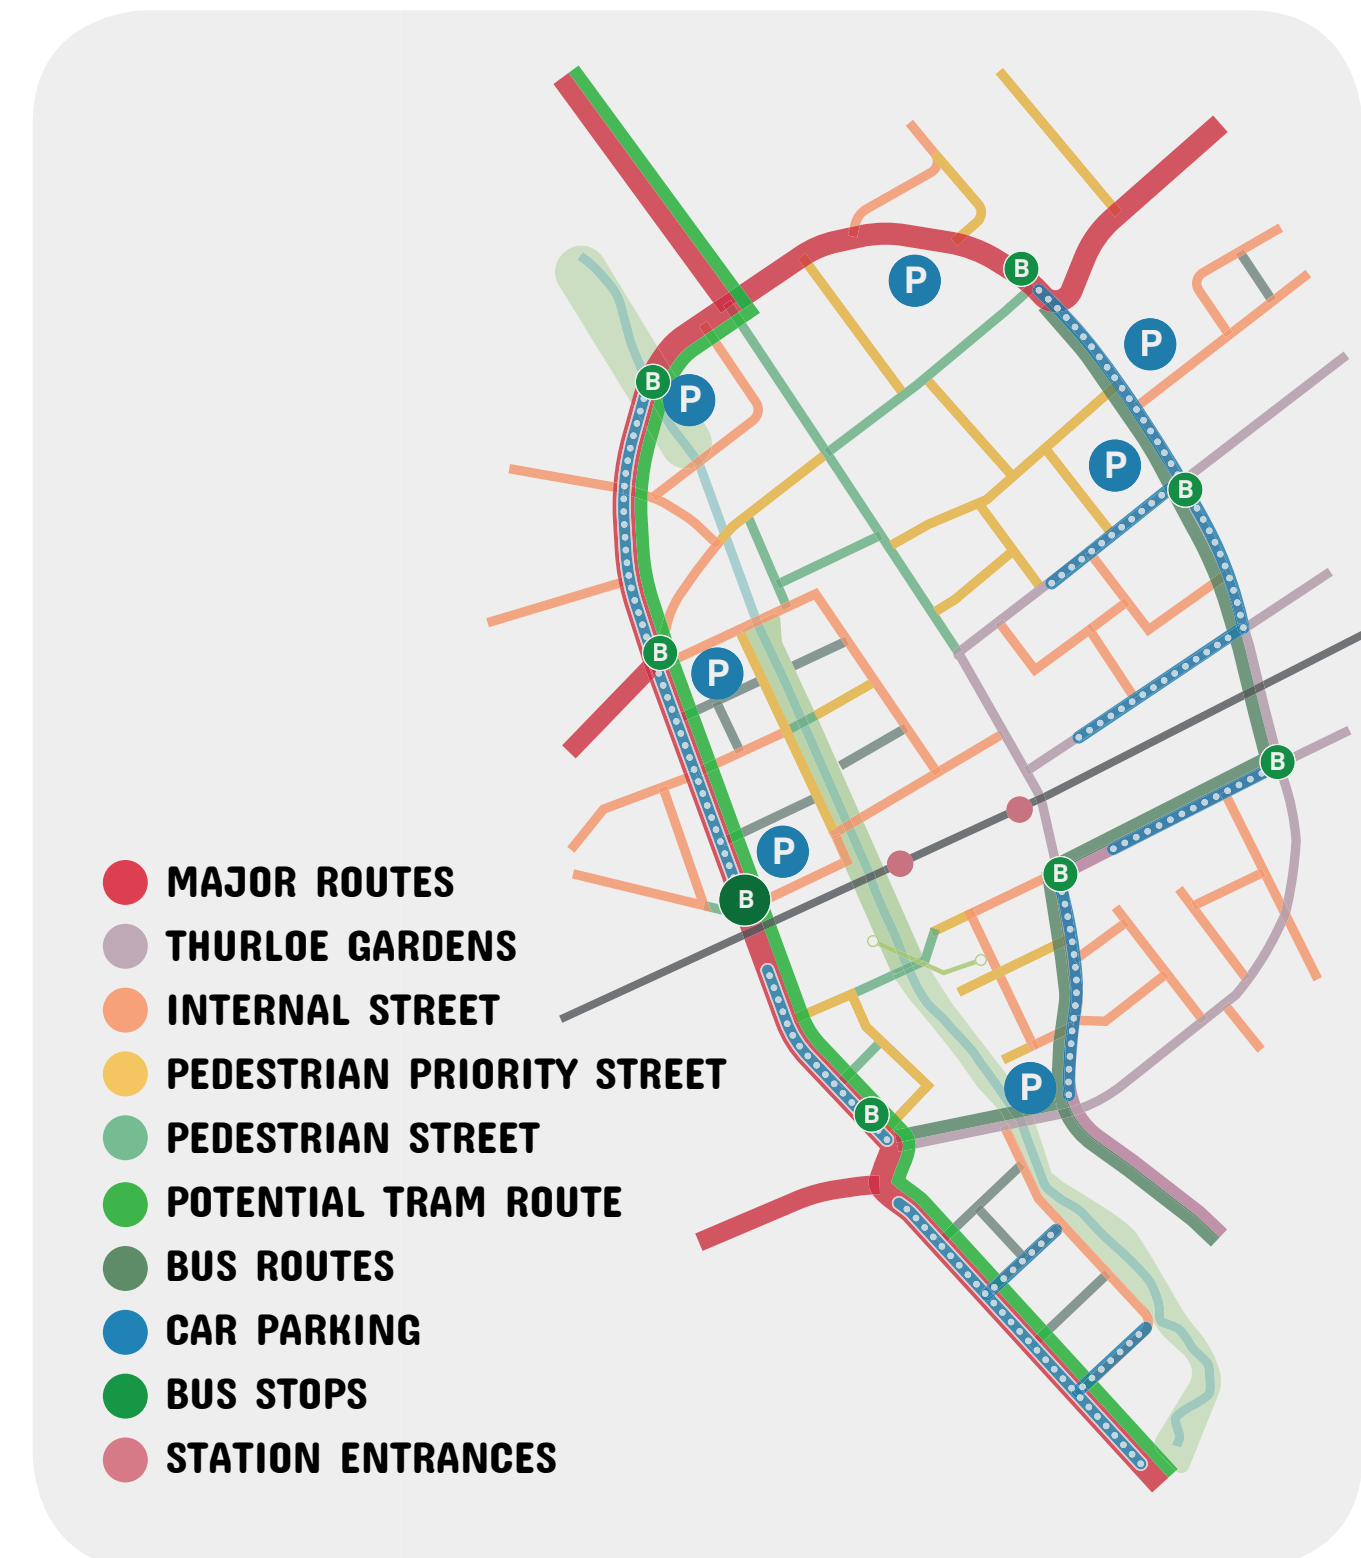 B
P
P
B
P
B
P
B
B
P
B
P
B
B
P
B
MAJOR ROUTES
THURLOE GARDENS
INTERNAL STREET
PEDESTRIAN PRIORITY STREET
PEDESTRIAN STREET
POTENTIAL TRAM ROUTE
BUS ROUTES
CAR PARKING
BUS STOPS
STATION ENTRANCES